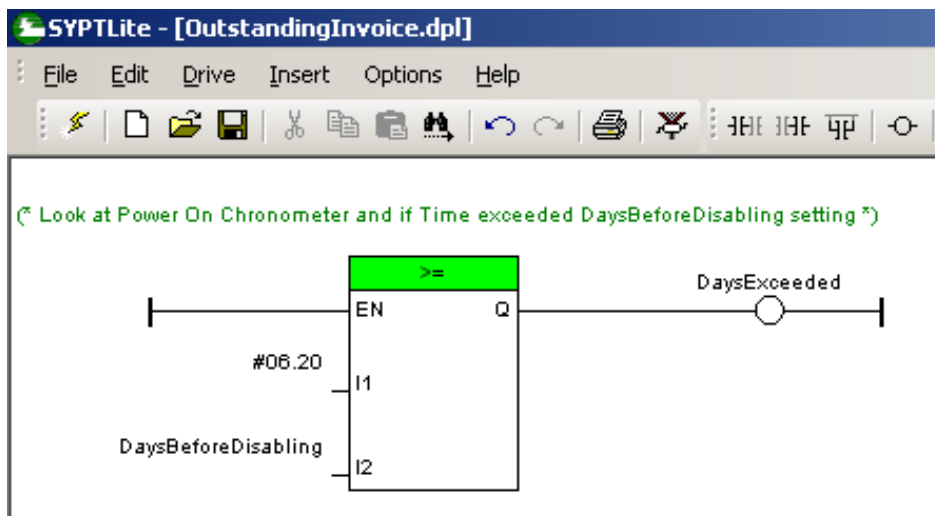 SYPTLite - [OutstandingInvoice.dpl]
File Edit Drive Insert Options Help
(* Look at Power On Chronometer and if Time exceeded DaysBeforeDisabling setting *)
>=
DaysExceeded
EN Q
#06.20
I1
DaysBeforeDisabling
I2